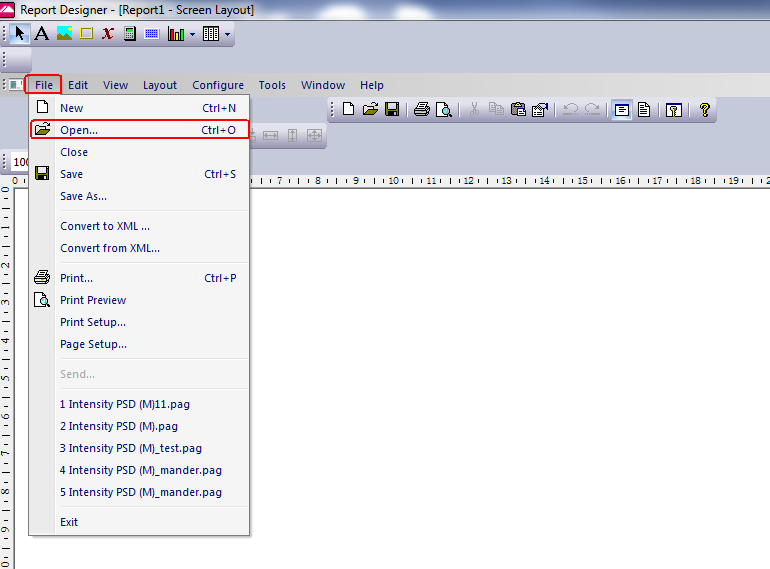 Report Designer - [Report1 - Screen Layout]
A
x
File Edit View Layout Configure Tools Window Help
New Ctrl+N
Open... Ctrl+O
Close
Save Ctrl+S
Save As...
Convert to XML ...
Convert from XML...
Print... Ctrl+P
Print Preview
Print Setup...
Page Setup...
Send...
1 Intensity PSD (M)11.pag
2 Intensity PSD (M).pag
3 Intensity PSD (M)_test.pag
4 Intensity PSD (M)_mander.pag
5 Intensity PSD (M)_mander.pag
Exit
?
100
0 7 8 9 10 11 12 13 14 15 16 17 18 19
0
1
2
3
4
5
6
7
8
9